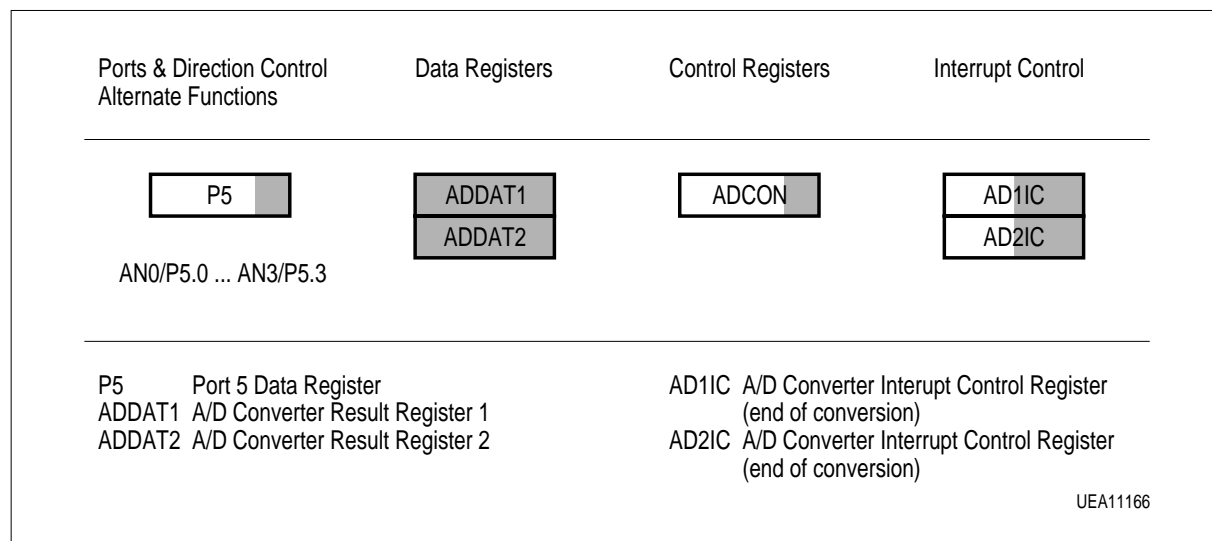 Ports & Direction Control
Alternate Functions
Data Registers
Control Registers
Interrupt Control
P5
ADDAT1
ADDAT2
ADCON
AD1IC
AD2IC
AN0/P5.0 ... AN3/P5.3
P5 Port 5 Data Register
ADDAT1 A/D Converter Result Register 1
ADDAT2 A/D Converter Result Register 2
AD1IC A/D Converter Interupt Control Register
(end of conversion)
AD2IC A/D Converter Interrupt Control Register
(end of conversion)
UEA11166